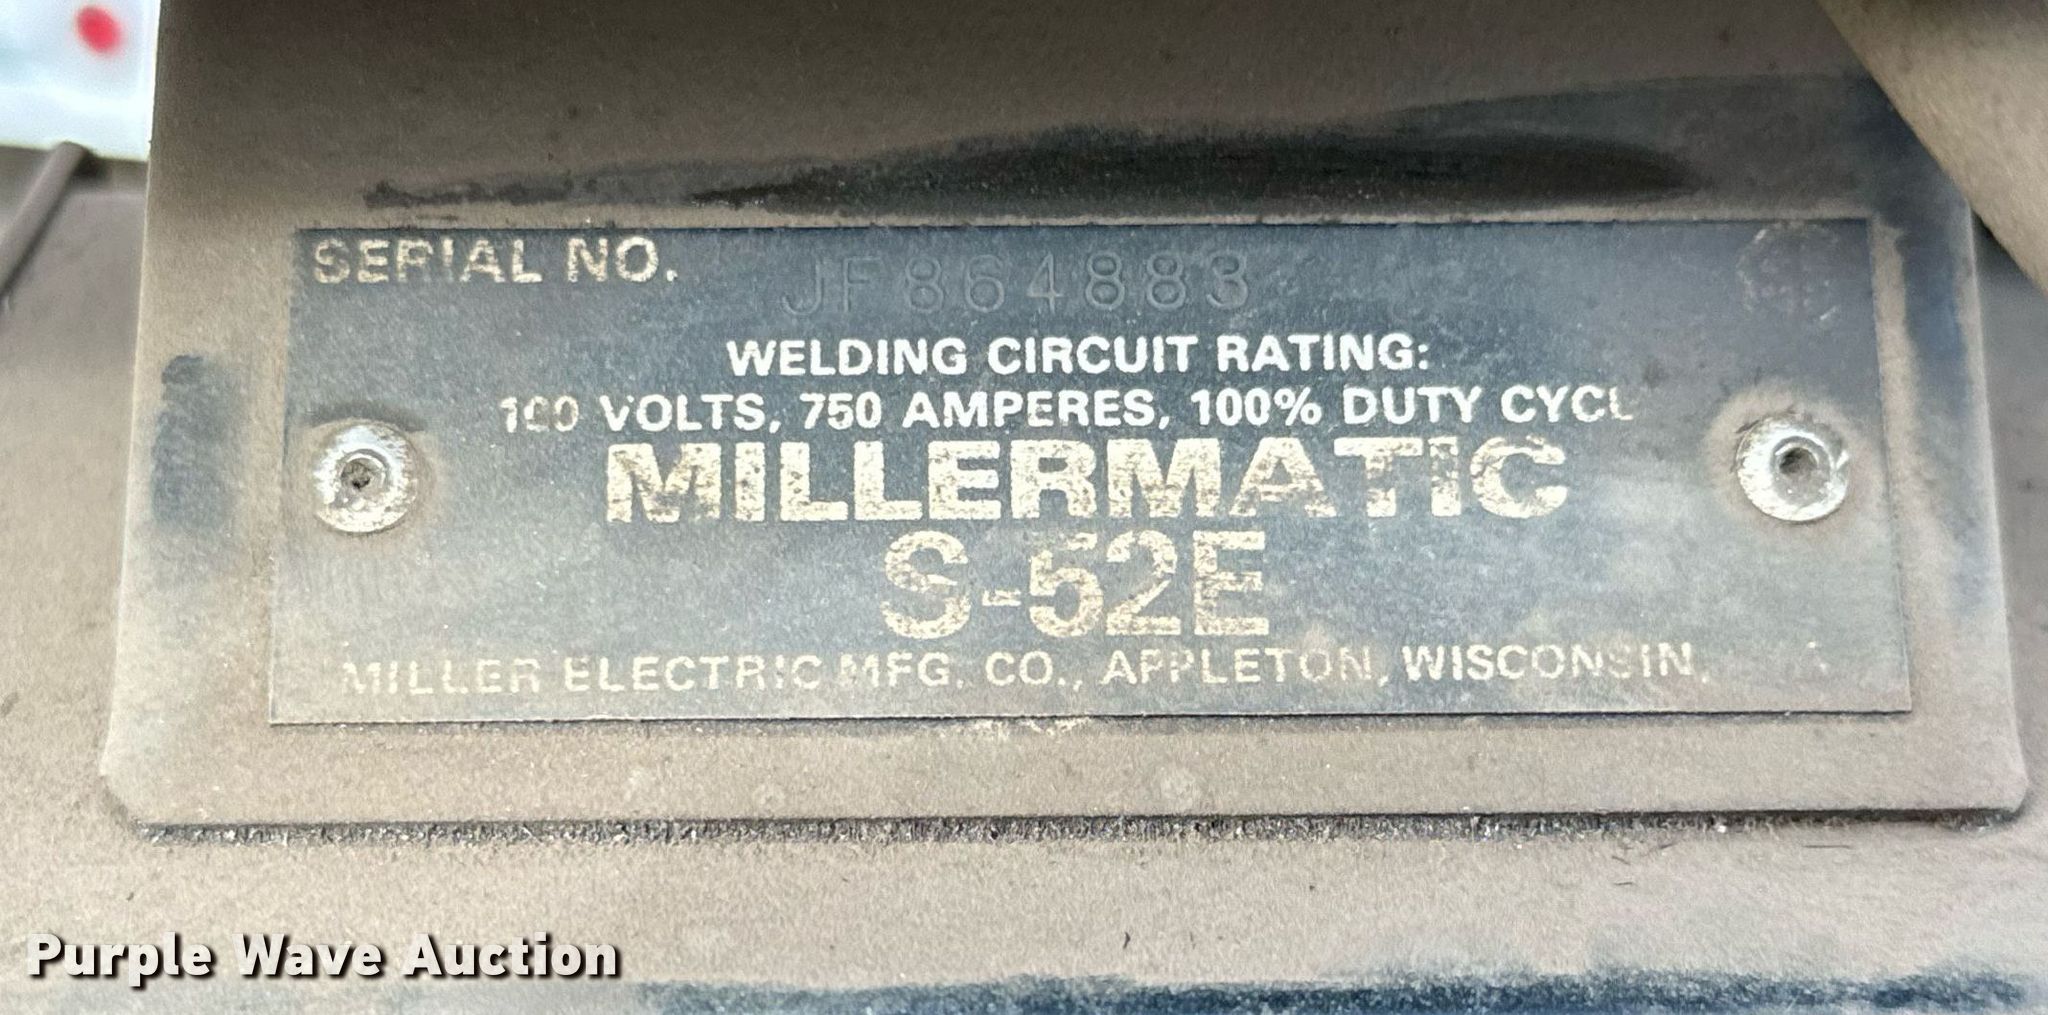 SERIAL NO. JF864883
WELDING CIRCUIT RATING:
100 VOLTS, 750 AMPERES, 100% DUTY CYCL
MILLERMATIC
S-52E
MILLER ELECTRIC MFG. CO., APPLETON, WISCONSIN,
Purple Wave Auction